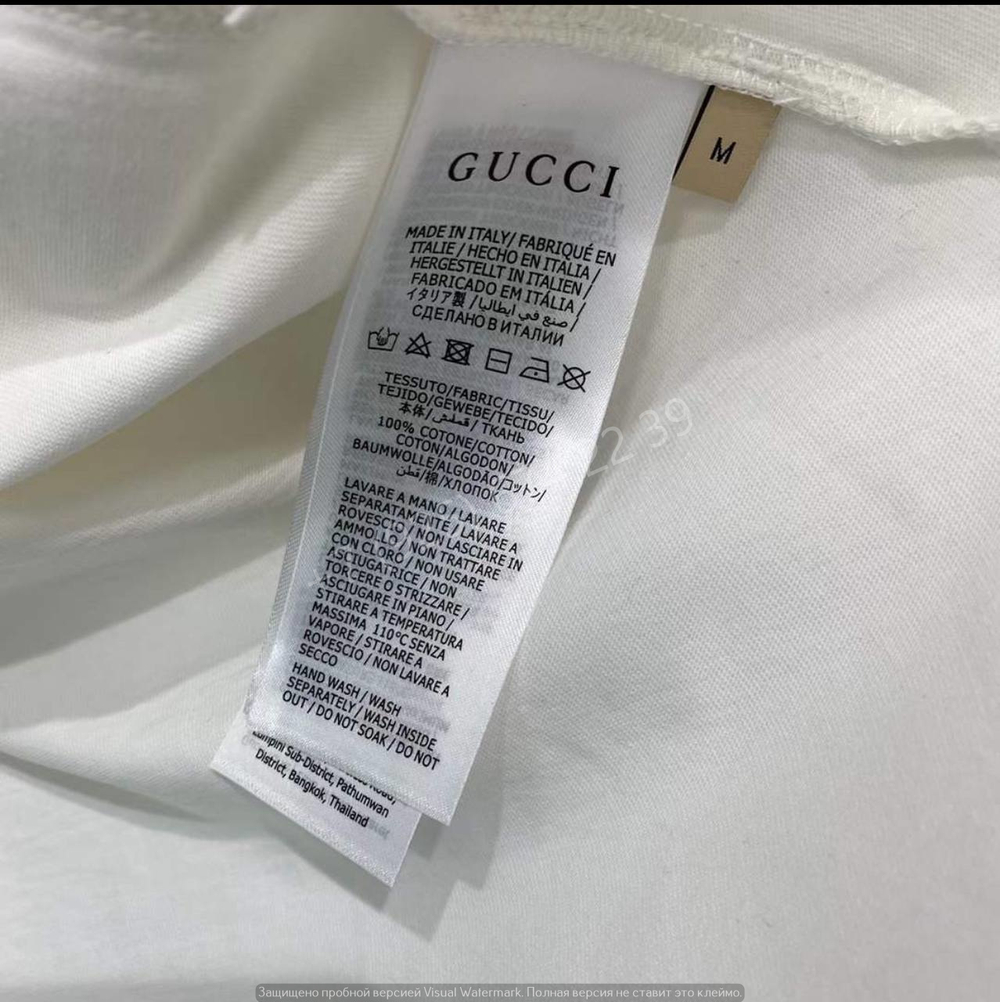 GUCCI
M
MADE IN ITALY/ FABRIQUÉ EN
ITALIE / HECHO EN ITALIA /
HERGESTELLT IN ITALIEN /
FABRICADO EM ITÁLIA /
イタリア製 / صنع في ايطاليا /
СДЕЛАНО В ИТАЛИИ
TESSUTO/FABRIC/TISSU/
TEJIDO/GEWEBE/TECIDO/
本体/قماش/ ТКАНЬ
100% COTONE/COTTON/
COTON/ALGODON/
BAUMWOLLE/ALGODÃO/コットン/
قطن/棉/ХЛОПОК
LAVARE A MANO / LAVARE
SEPARATAMENTE / LAVARE A
ROVESCIO / NON LASCIARE IN
AMMOLLO / NON TRATTARE
CON CLORO / NON USARE
ASCIUGATRICE / NON
TORCERE O STRIZZARE /
ASCIUGARE IN PIANO /
STIRARE A TEMPERATURA
MASSIMA 110°C SENZA
VAPORE / STIRARE A
ROVESCIO / NON LAVARE A
SECCO
HAND WASH / WASH
SEPARATELY / WASH INSIDE
OUT / DO NOT SOAK / DO NOT
Lumpini Sub-District, Pathumwan
District, Bangkok, Thailand
22 39
Защищено пробной версией Visual Watermark. Полная версия не ставит это клеймо.